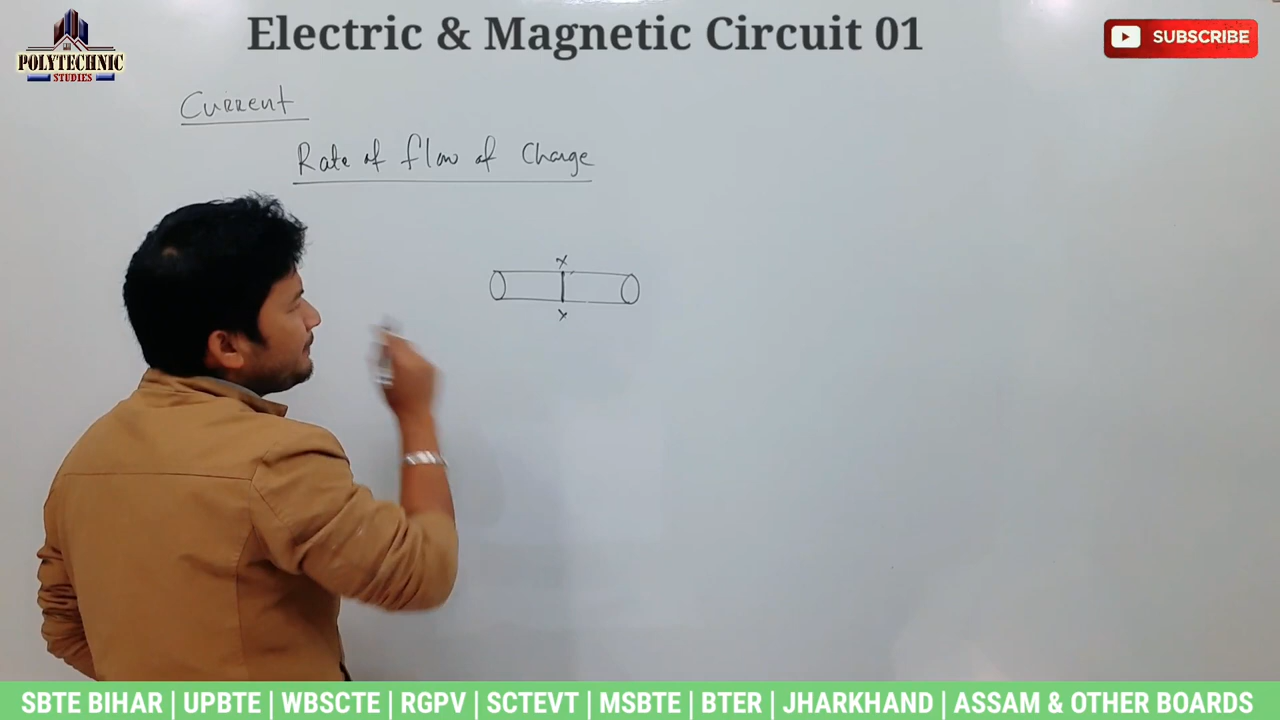 Electric & Magnetic Circuit 01
POLYTECHNIC
STUDIES
SUBSCRIBE
Current
Rate of flow of Charge
x
x
SBTE BIHAR | UPBTE | WBSCTE | RGPV | SCTEVT | MSBTE | BTER | JHARKHAND | ASSAM & OTHER BOARDS